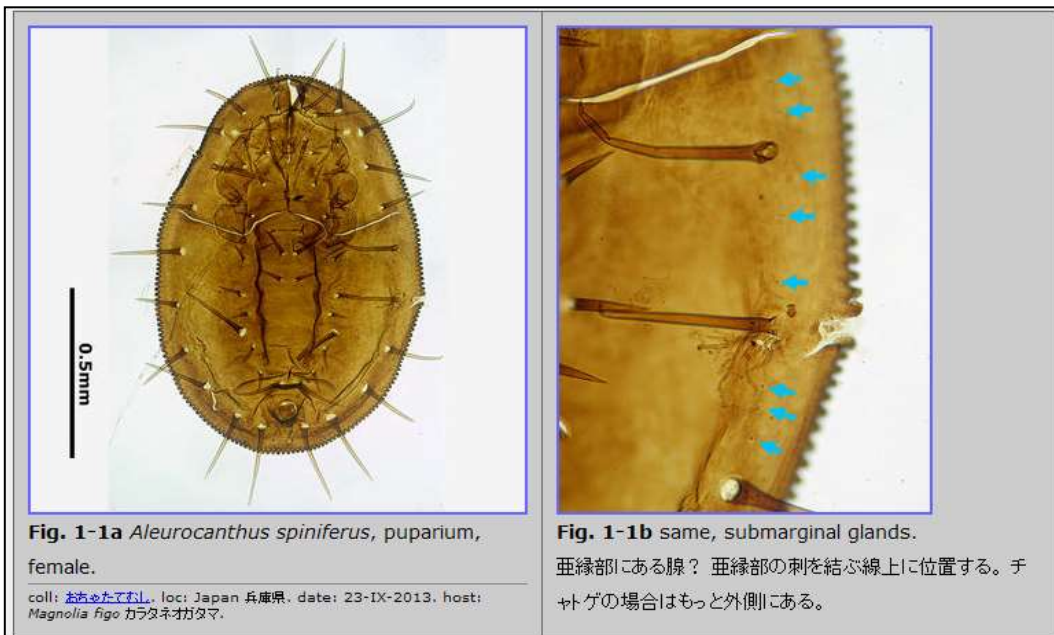 0.5mm
Fig. 1-1a Aleurocanthus spiniferus, puparium,
female.
coll: おちゃたてむし. loc: Japan 兵庫県. date: 23-IX-2013. host:
Magnolia figo カラタネオガタマ.
Fig. 1-1b same, submarginal glands.
亜縁部にある腺？ 亜縁部の刺を結ぶ線上に位置する。チ
ャトゲの場合はもっと外側にある。